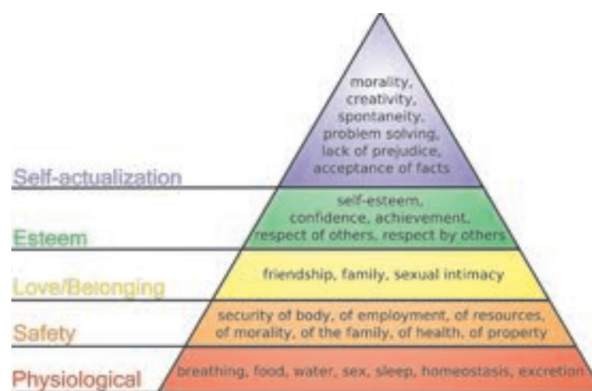 morality,
creativity,
spontaneity,
problem solving,
lack of prejudice,
acceptance of facts
Self-actualization
self-esteem,
confidence, achievement,
respect of others, respect by others
Esteem
friendship, family, sexual intimacy
Love/Belonging
security of body, of employment, of resources,
of morality, of the family, of health, of property
Safety
breathing, food, water, sex, sleep, homeostasis, excretion
Physiological